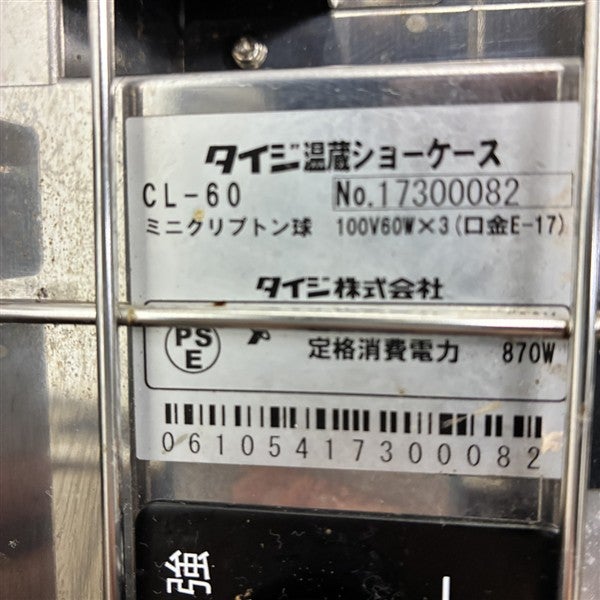 タイジ温蔵ショーケース
CL-60 No.17300082
ミニクリプトン球 100V60W×3(口金E-17)
タイジ株式会社
PS
E
定格消費電力 870W
06105417300082
強